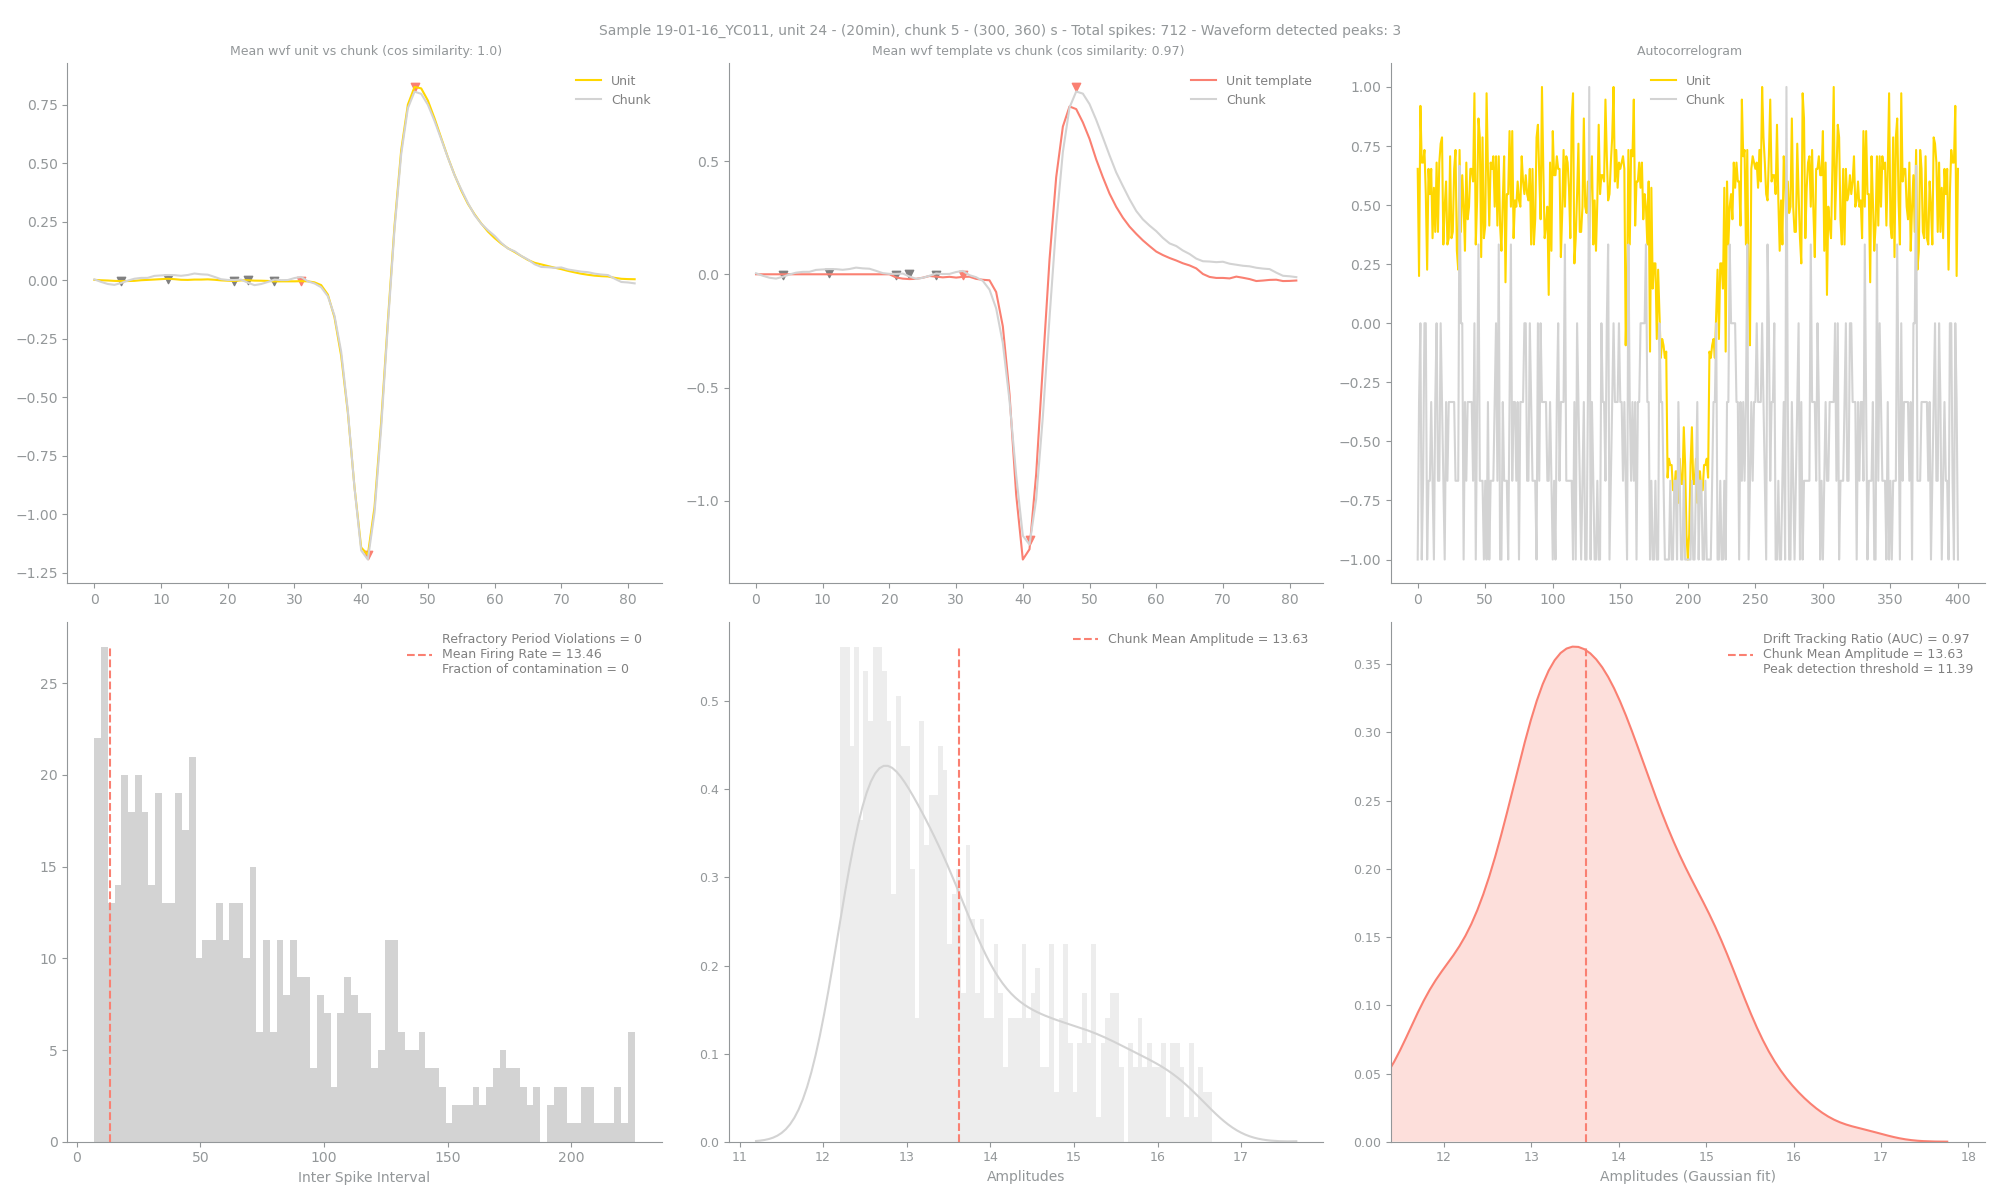 Sample 19-01-16_YC011, unit 24 - (20min), chunk 5 - (300, 360) s - Total spikes: 712 - Waveform detected peaks: 3
Mean wvf unit vs chunk (cos similarity: 1.0)
Unit
Chunk
0.75
0.50
0.25
0.00
−0.25
−0.50
−0.75
−1.00
−1.25
0 10 20 30 40 50 60 70 80
Mean wvf template vs chunk (cos similarity: 0.97)
Unit template
Chunk
0.5
0.0
−0.5
−1.0
0 10 20 30 40 50 60 70 80
Autocorrelogram
Unit
Chunk
1.00
0.75
0.50
0.25
0.00
−0.25
−0.50
−0.75
−1.00
0 50 100 150 200 250 300 350 400
Refractory Period Violations = 0
Mean Firing Rate = 13.46
Fraction of contamination = 0
25
20
15
10
5
0
0 50 100 150 200
Inter Spike Interval
Chunk Mean Amplitude = 13.63
0.5
0.4
0.3
0.2
0.1
0.0
11 12 13 14 15 16 17
Amplitudes
Drift Tracking Ratio (AUC) = 0.97
Chunk Mean Amplitude = 13.63
Peak detection threshold = 11.39
0.35
0.30
0.25
0.20
0.15
0.10
0.05
0.00
12 13 14 15 16 17 18
Amplitudes (Gaussian fit)